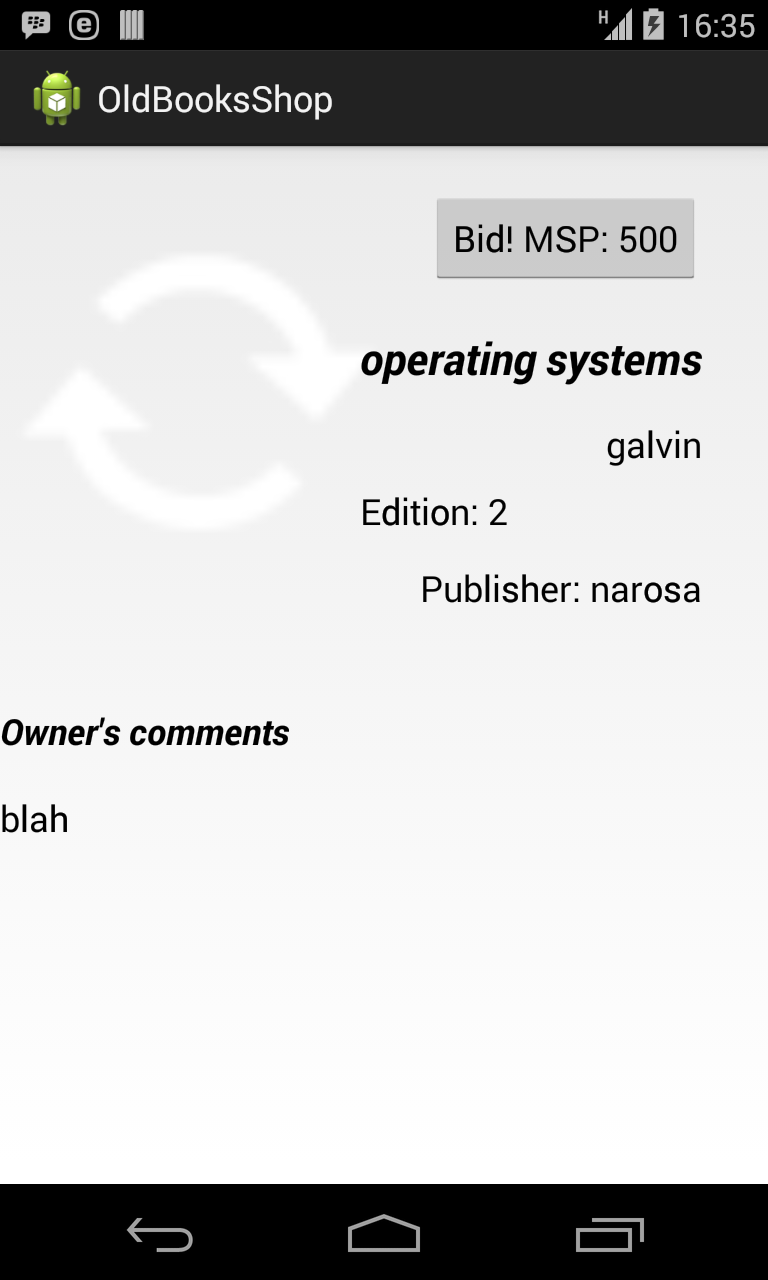 H 16:35
OldBooksShop
Bid! MSP: 500
operating systems
galvin
Edition: 2
Publisher: narosa
Owner's comments
blah